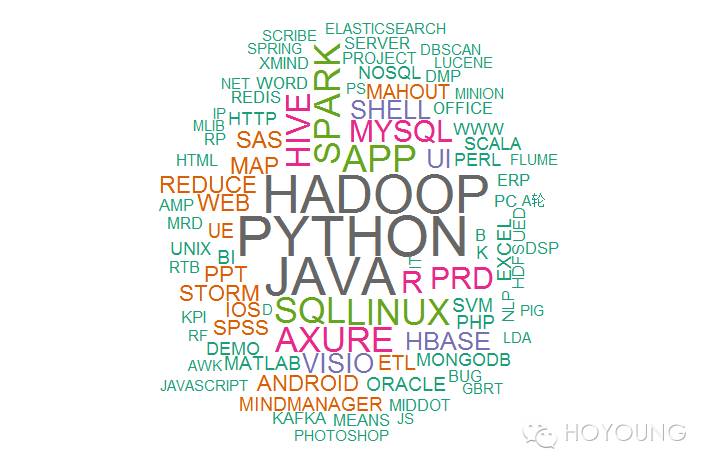 ELASTICSEARCH
SCRIBE
SERVER
SPRING
DBSCAN
PROJECT
XMIND
LUCENE
NOSQL
DMP
NET
WORD
SPARK
PS
MAHOUT
MINION
REDIS
HIVE
SHELL
OFFICE
IP
HTTP
MYSQL
WWW
MLIB
RP
SAS
SCALA
APP
UI
PERL
FLUME
HTML
MAP
REDUCE
HADOOP
ERP
AMP
WEB
PC
A轮
MRD
UE
PYTHON
B
SUED
UNIX
BI
K
EXCEL
DSP
RTB
PPT
JAVA
IT
R
PRD
HDFS
STORM
NLP
IOS
D
SQL
LINUX
SVM
PIG
KPI
SPSS
PHP
RF
AXURE
HBASE
LDA
DEMO
AWK
MATLAB
VISIO
ETL
MONGODB
BUG
JAVASCRIPT
ANDROID
ORACLE
GBRT
MINDMANAGER
MIDDOT
KAFKA
MEANS
JS
PHOTOSHOP
HOYOUNG